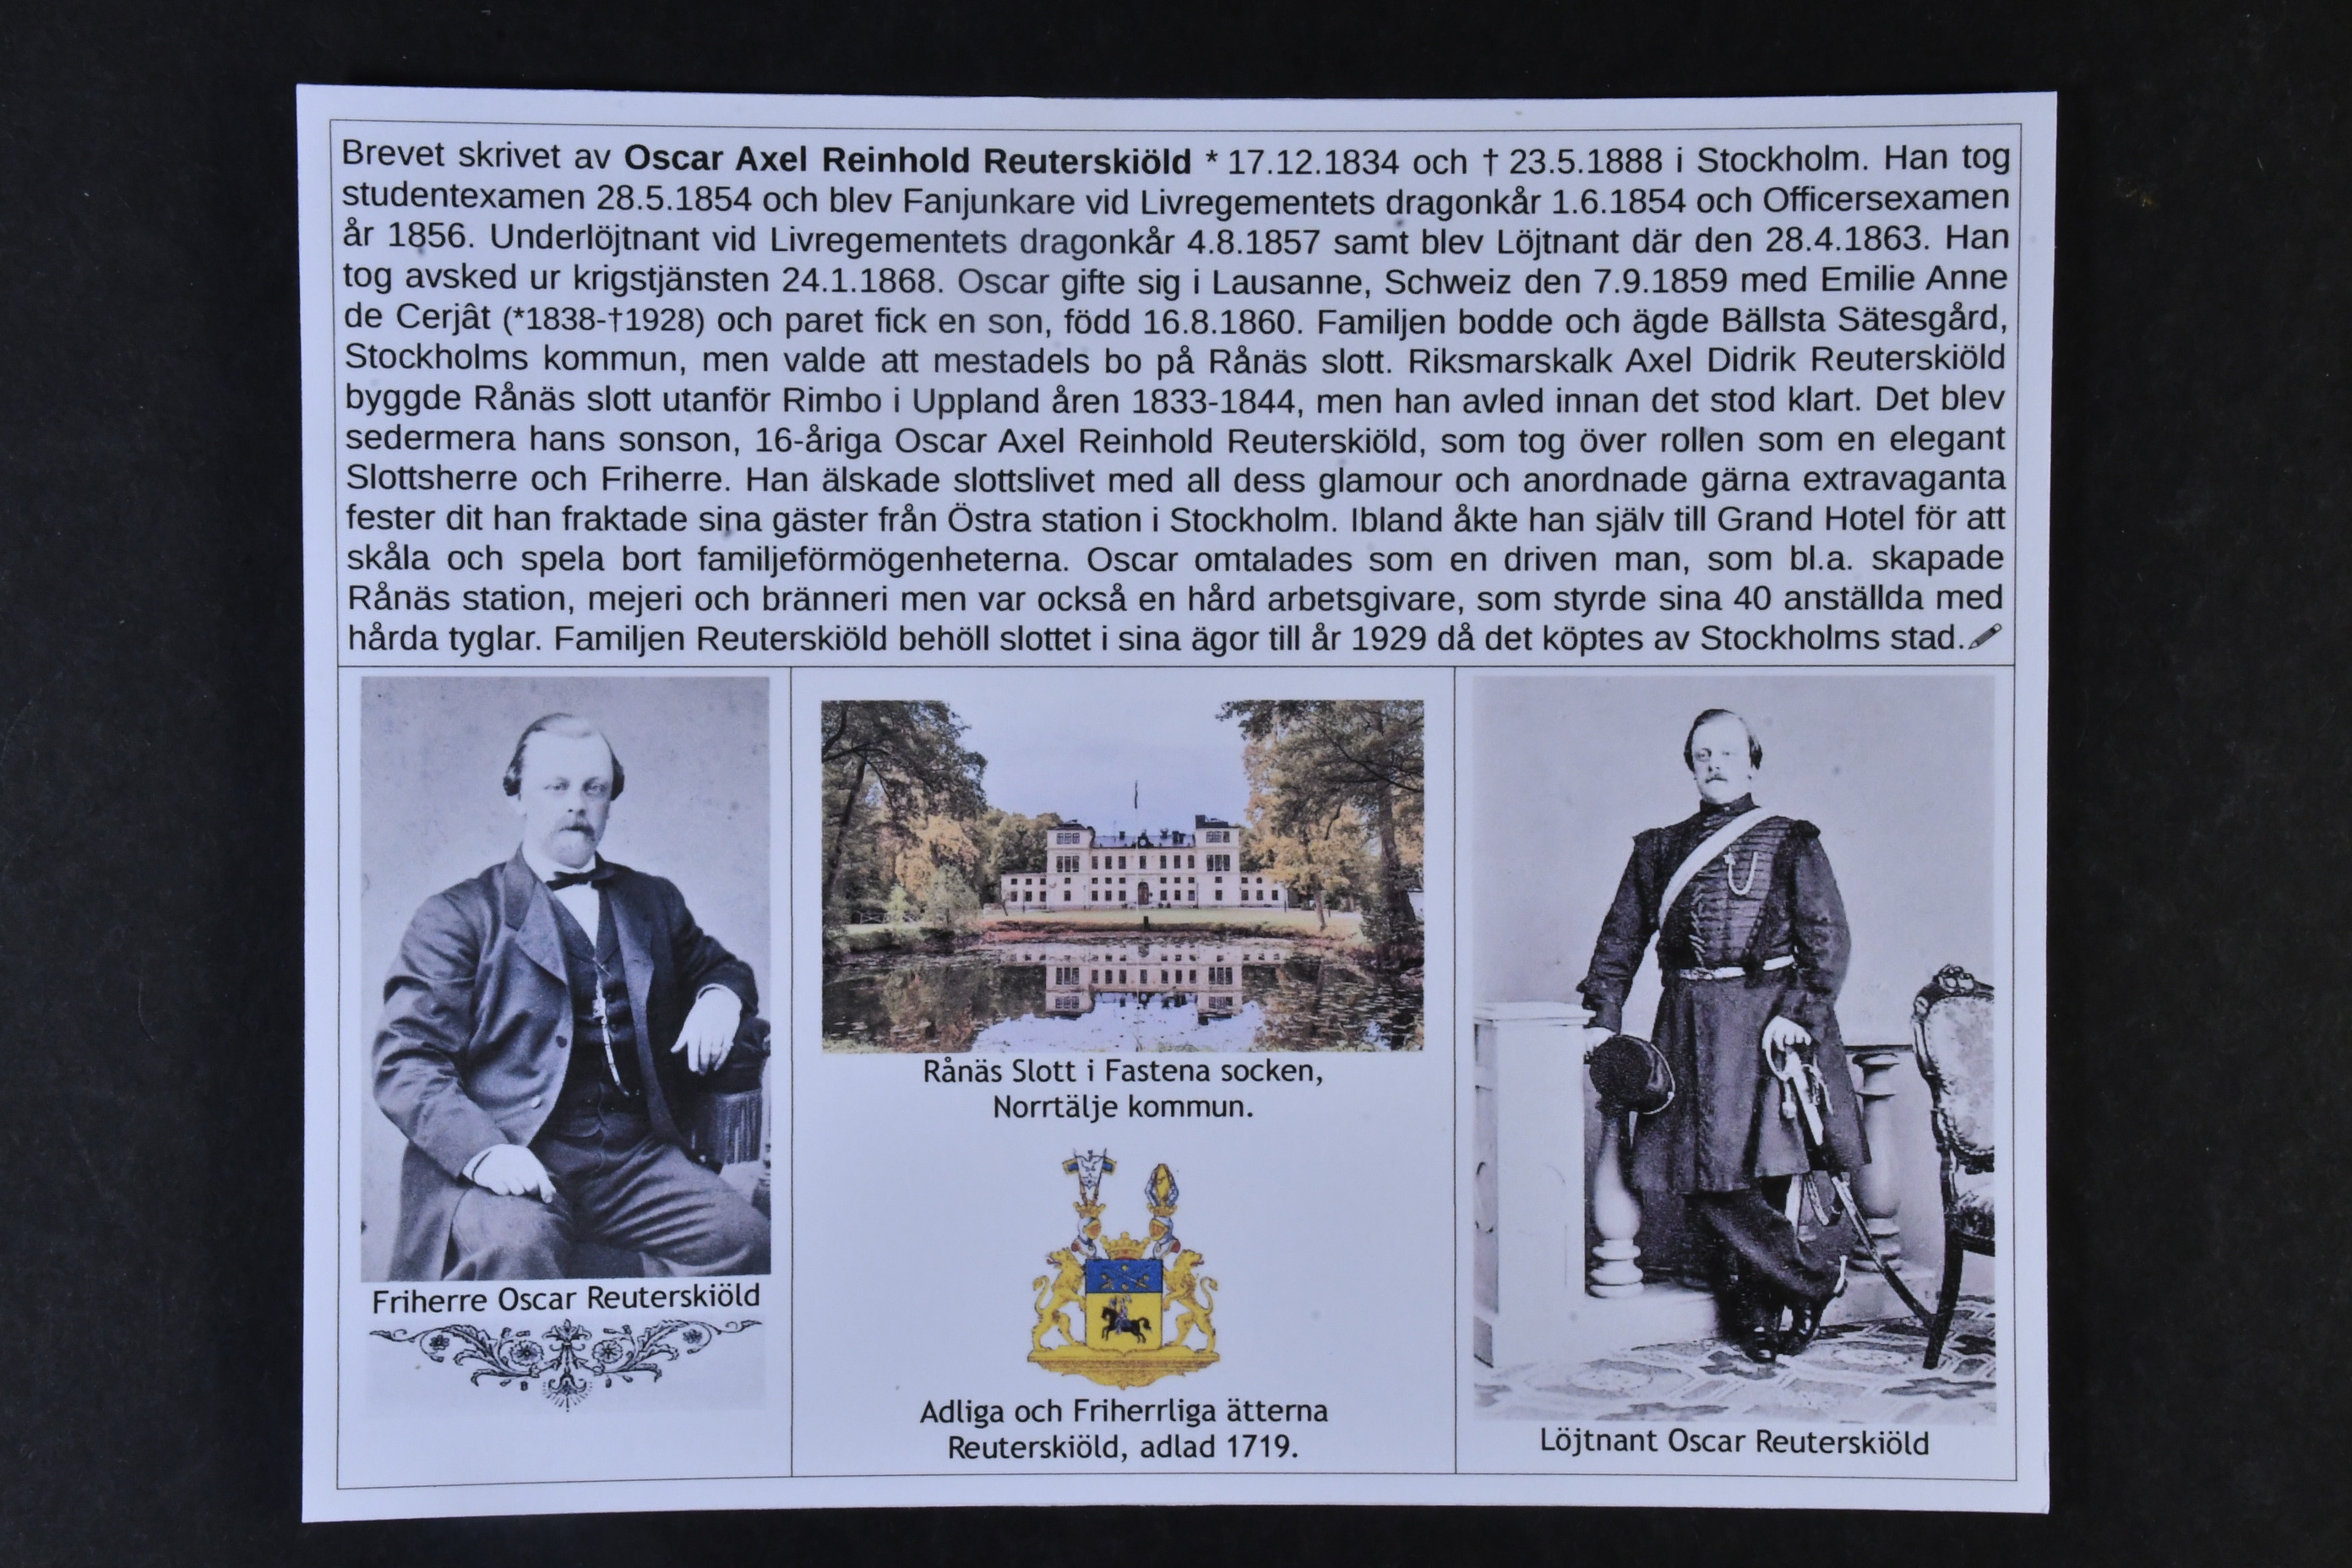 Brevet skrivet av Oscar Axel Reinhold Reuterskiöld * 17.12.1834 och † 23.5.1888 i Stockholm. Han tog
studentexamen 28.5.1854 och blev Fanjunkare vid Livregementets dragonkår 1.6.1854 och Officersexamen
år 1856. Underlöjtnant vid Livregementets dragonkår 4.8.1857 samt blev Löjtnant där den 28.4.1863. Han
tog avsked ur krigstjänsten 24.1.1868. Oscar gifte sig i Lausanne, Schweiz den 7.9.1859 med Emilie Anne
de Cerjât (*1838-†1928) och paret fick en son, född 16.8.1860. Familjen bodde och ägde Bällsta Sätesgård,
Stockholms kommun, men valde att mestadels bo på Rånäs slott. Riksmarskalk Axel Didrik Reuterskiöld
byggde Rånäs slott utanför Rimbo i Uppland åren 1833-1844, men han avled innan det stod klart. Det blev
sedermera hans sonson, 16-åriga Oscar Axel Reinhold Reuterskiöld, som tog över rollen som en elegant
Slottsherre och Friherre. Han älskade slottslivet med all dess glamour och anordnade gärna extravaganta
fester dit han fraktade sina gäster från Östra station i Stockholm. Ibland åkte han själv till Grand Hotel för att
skåla och spela bort familjeförmögenheterna. Oscar omtalades som en driven man, som bl.a. skapade
Rånäs station, mejeri och bränneri men var också en hård arbetsgivare, som styrde sina 40 anställda med
hårda tyglar. Familjen Reuterskiöld behöll slottet i sina ägor till år 1929 då det köptes av Stockholms stad.
Friherre Oscar Reuterskiöld
Rånäs Slott i Fastena socken,
Norrtälje kommun.
Adliga och Friherrliga ätterna
Reuterskiöld, adlad 1719.
Löjtnant Oscar Reuterskiöld